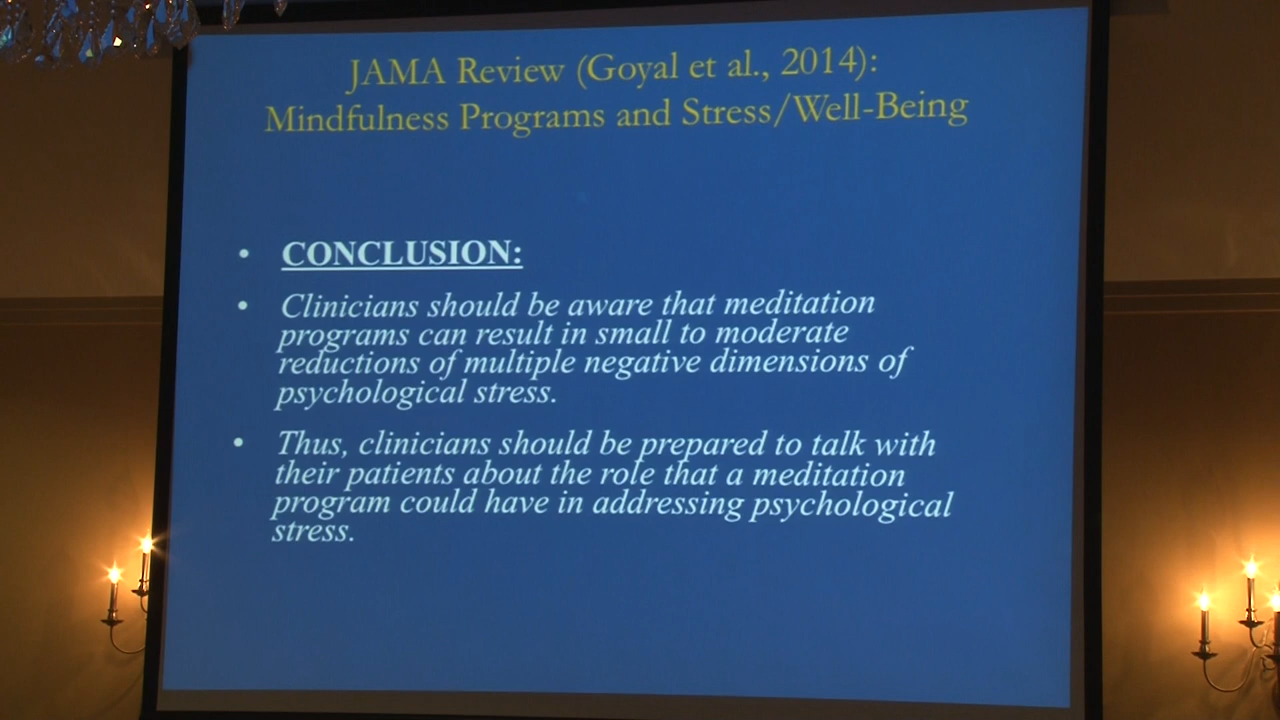 JAMA Review (Goyal et al., 2014):
Mindfulness Programs and Stress/Well-Being
• CONCLUSION:
• Clinicians should be aware that meditation
programs can result in small to moderate
reductions of multiple negative dimensions of
psychological stress.
• Thus, clinicians should be prepared to talk with
their patients about the role that a meditation
program could have in addressing psychological
stress.